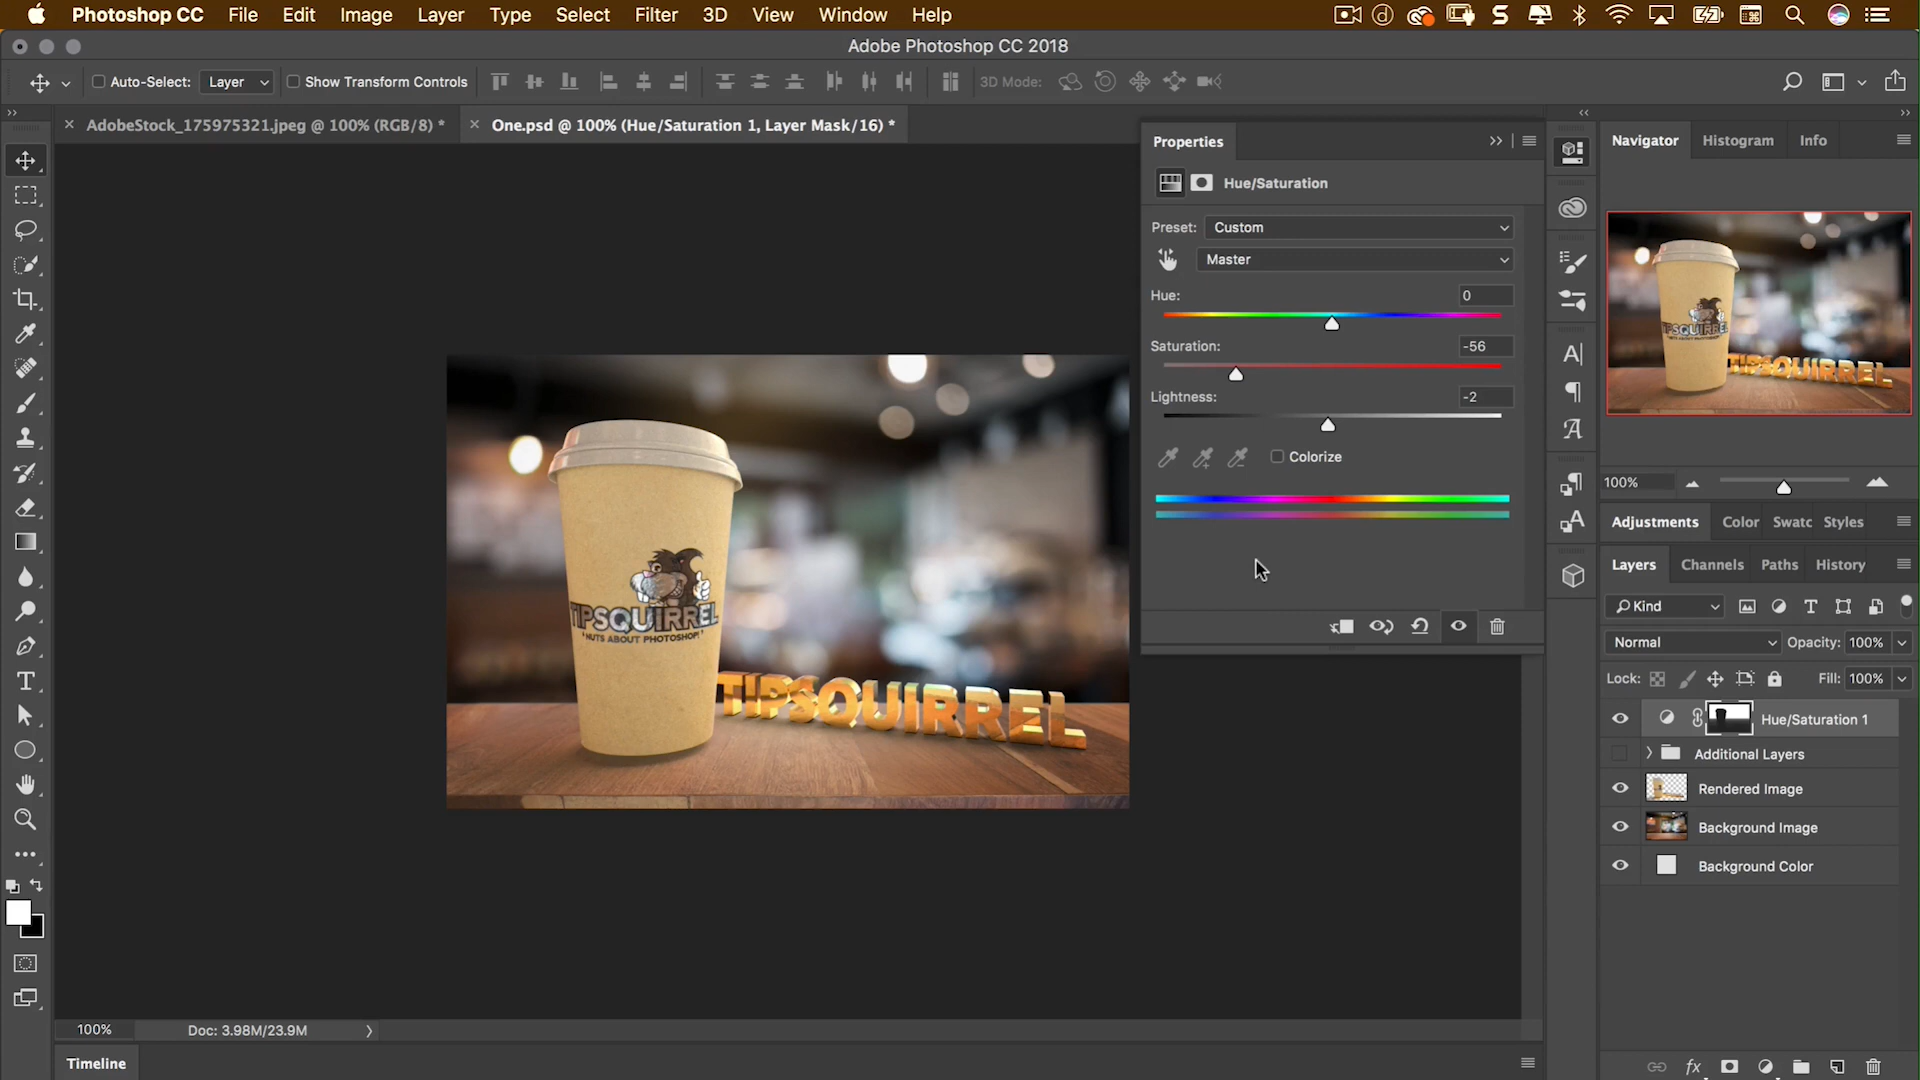 Photoshop CC File Edit Image Layer Type Select Filter 3D View Window Help
Adobe Photoshop CC 2018
Auto-Select: Layer Show Transform Controls 3D Mode:
AdobeStock_175975321.jpeg @ 100% (RGB/8) *
One.psd @ 100% (Hue/Saturation 1, Layer Mask/16) *
Properties
Hue/Saturation
Preset: Custom
Master
Hue: 0
Saturation: -56
Lightness: -2
Colorize
TIPSQUIRREL
NUTS ABOUT PHOTOSHOP!
TIPSQUIRREL
Navigator Histogram Info
TIPSQUIRREL
TIPSQUIRREL
100%
Adjustments Color Swatc Styles
Layers Channels Paths History
Kind
Normal Opacity: 100%
Lock: Fill: 100%
Hue/Saturation 1
Additional Layers
Rendered Image
Background Image
Background Color
100% Doc: 3.98M/23.9M
Timeline